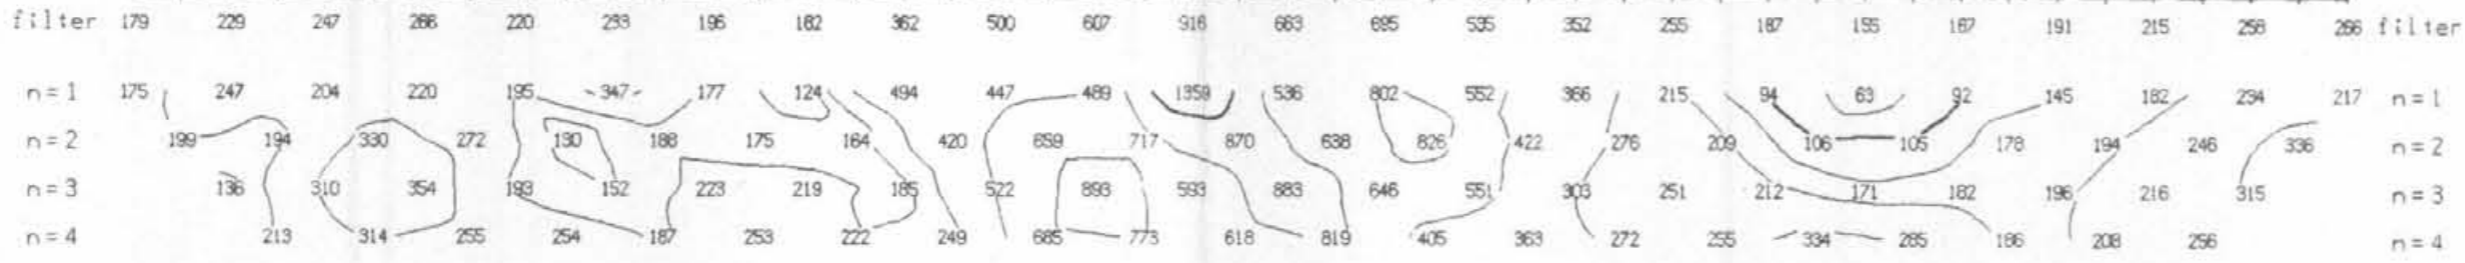 filter 179 229 247 266 220 233 196 182 362 500 607 916 663 695 535 352 255 187 155 167 191 215 258 266 filter
n=1 175 247 204 220 195 347 177 124 494 447 489 1359 536 802 552 366 215 94 63 92 145 182 234 217 n=1
n=2 199 194 330 272 130 188 175 164 420 659 717 870 638 826 422 276 209 106 105 178 194 246 336 n=2
n=3 136 310 354 193 152 223 219 185 522 893 593 883 646 551 303 251 212 171 182 196 216 315 n=3
n=4 213 314 255 254 187 253 222 249 685 773 618 819 405 363 272 255 334 285 186 208 256 n=4